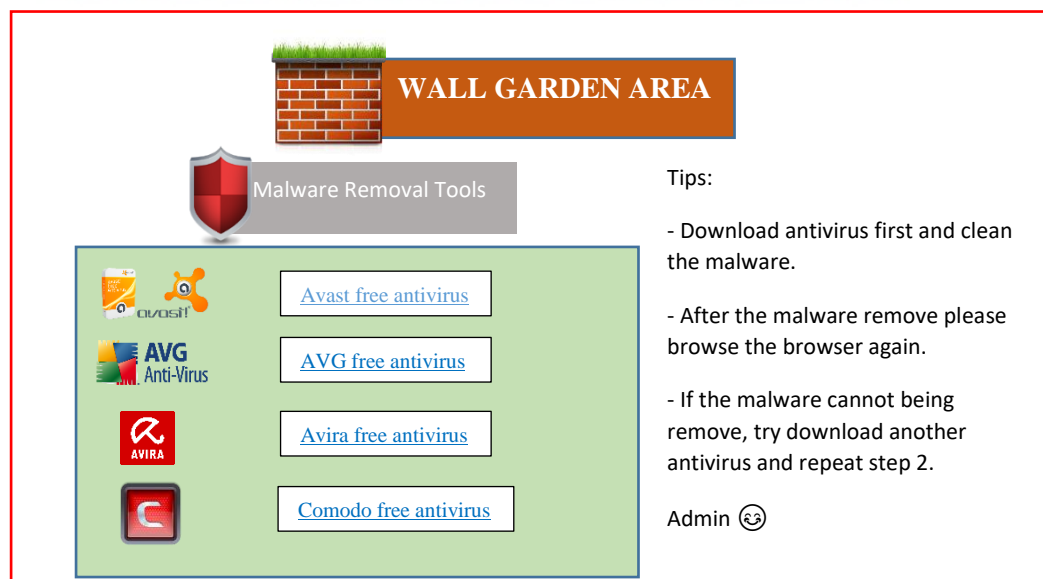 WALL GARDEN AREA
Malware Removal Tools
avast!
Avast free antivirus
AVG
Anti-Virus
AVG free antivirus
AVIRA
Avira free antivirus
C
Comodo free antivirus
Tips:
- Download antivirus first and clean
the malware.
- After the malware remove please
browse the browser again.
- If the malware cannot being
remove, try download another
antivirus and repeat step 2.
Admin 😊